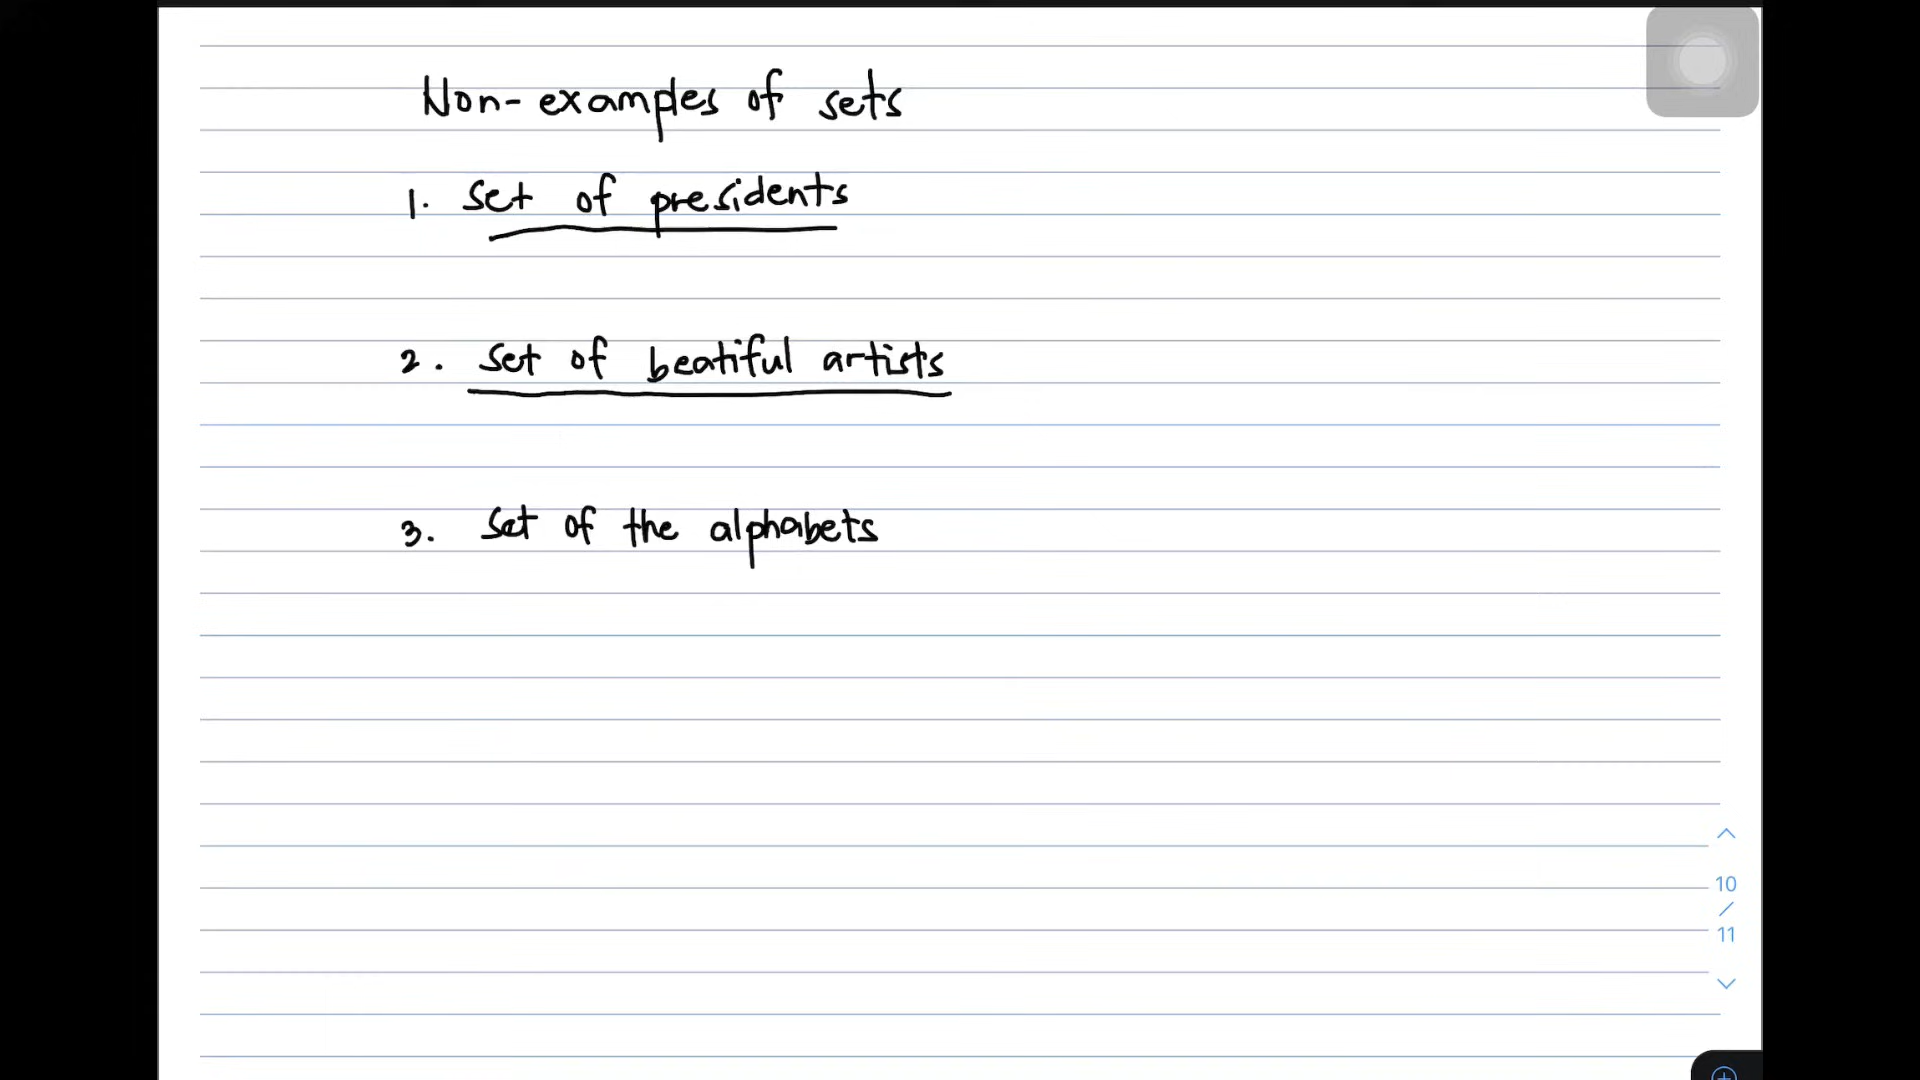 Non-examples of sets
1. Set of presidents
2. Set of beatiful artists
3. Set of the alphabets
10
/
11